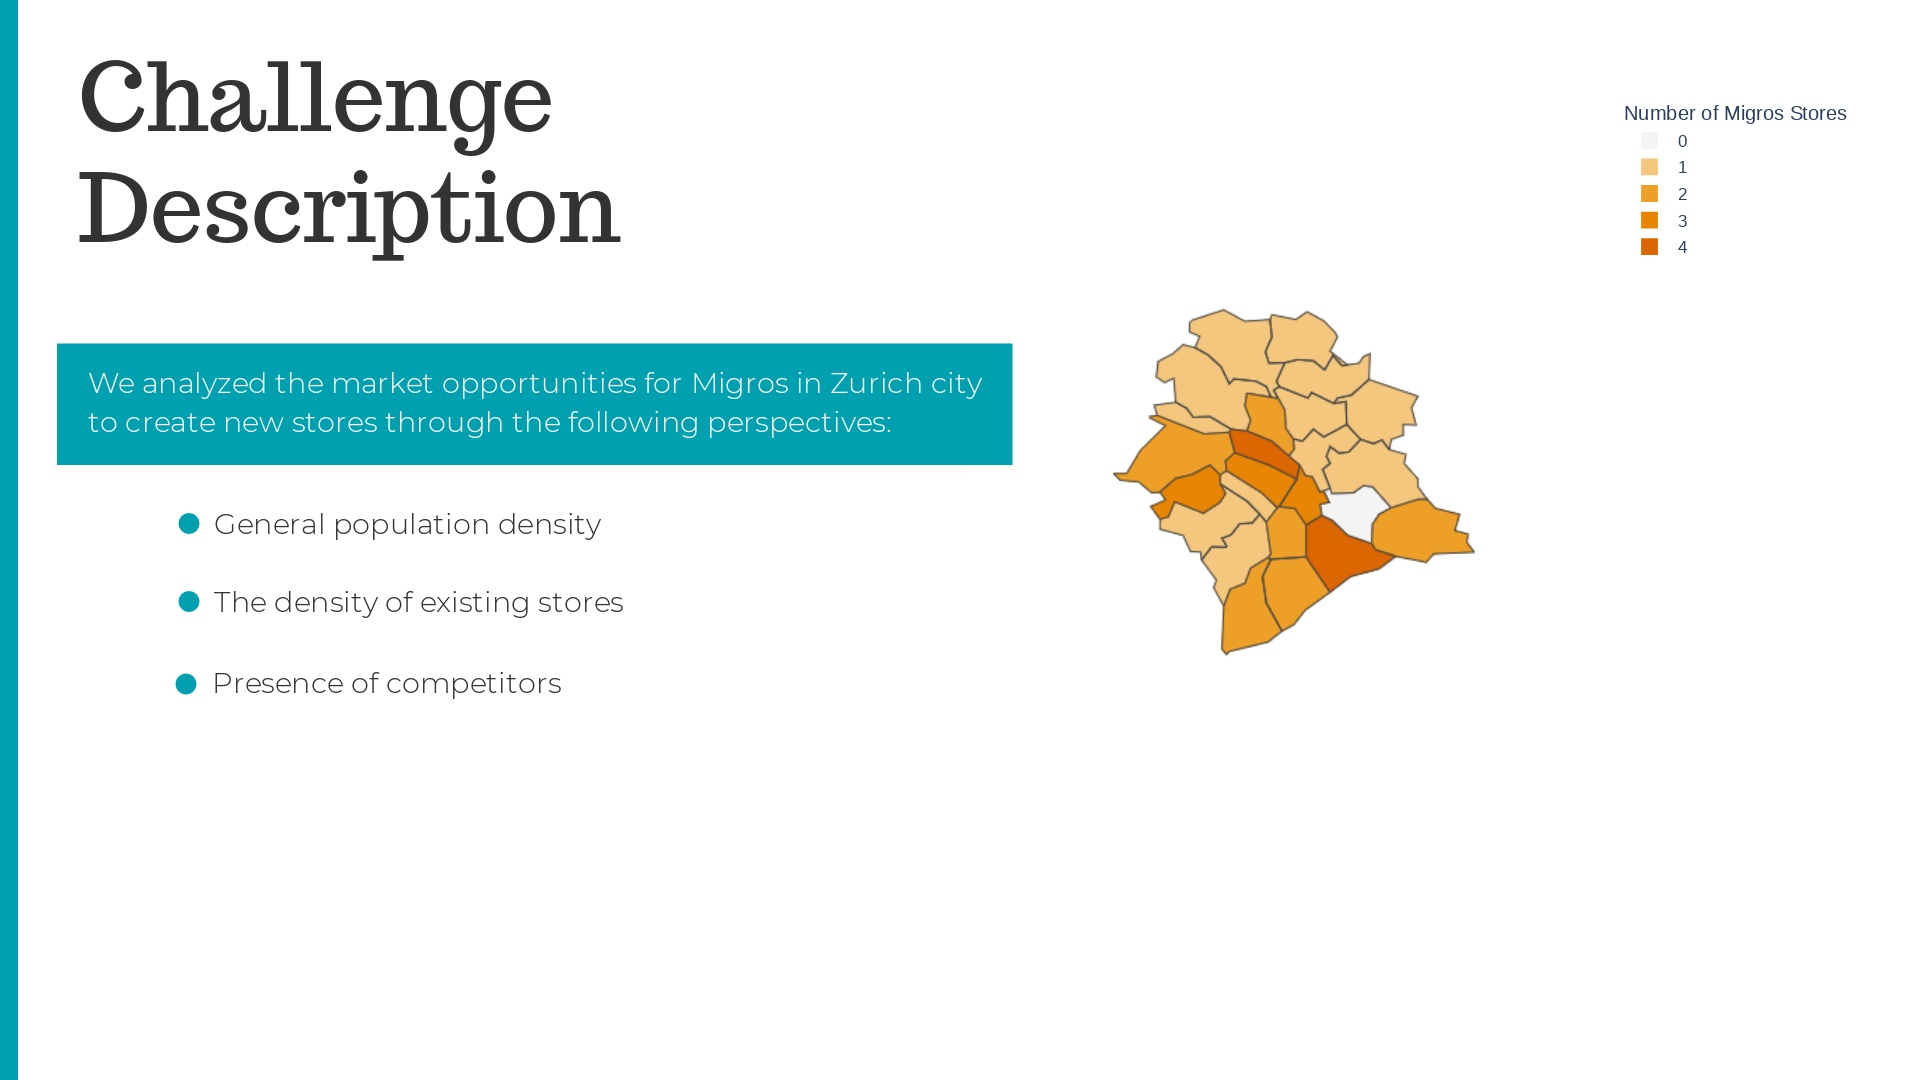 Challenge
Description
We analyzed the market opportunities for Migros in Zurich city
to create new stores through the following perspectives:
General population density
The density of existing stores
Presence of competitors
Number of Migros Stores
0
1
2
3
4